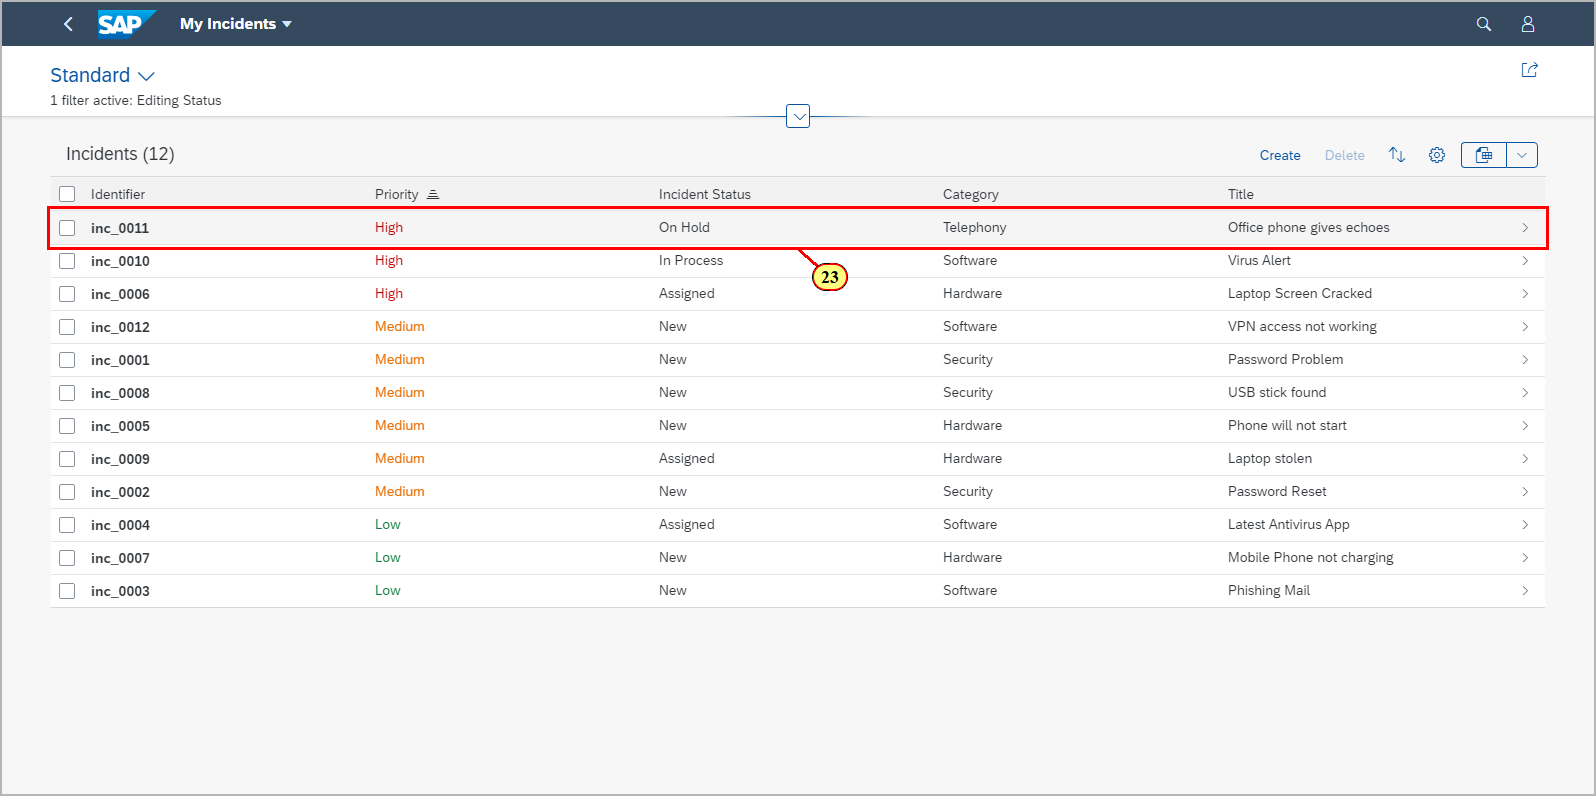 SAP My Incidents
Standard
1 filter active: Editing Status
Incidents (12) Create Delete
Identifier Priority Incident Status Category Title
inc_0011 High On Hold Telephony Office phone gives echoes
inc_0010 High In Process Software Virus Alert
23
inc_0006 High Assigned Hardware Laptop Screen Cracked
inc_0012 Medium New Software VPN access not working
inc_0001 Medium New Security Password Problem
inc_0008 Medium New Security USB stick found
inc_0005 Medium New Hardware Phone will not start
inc_0009 Medium Assigned Hardware Laptop stolen
inc_0002 Medium New Security Password Reset
inc_0004 Low Assigned Software Latest Antivirus App
inc_0007 Low New Hardware Mobile Phone not charging
inc_0003 Low New Software Phishing Mail